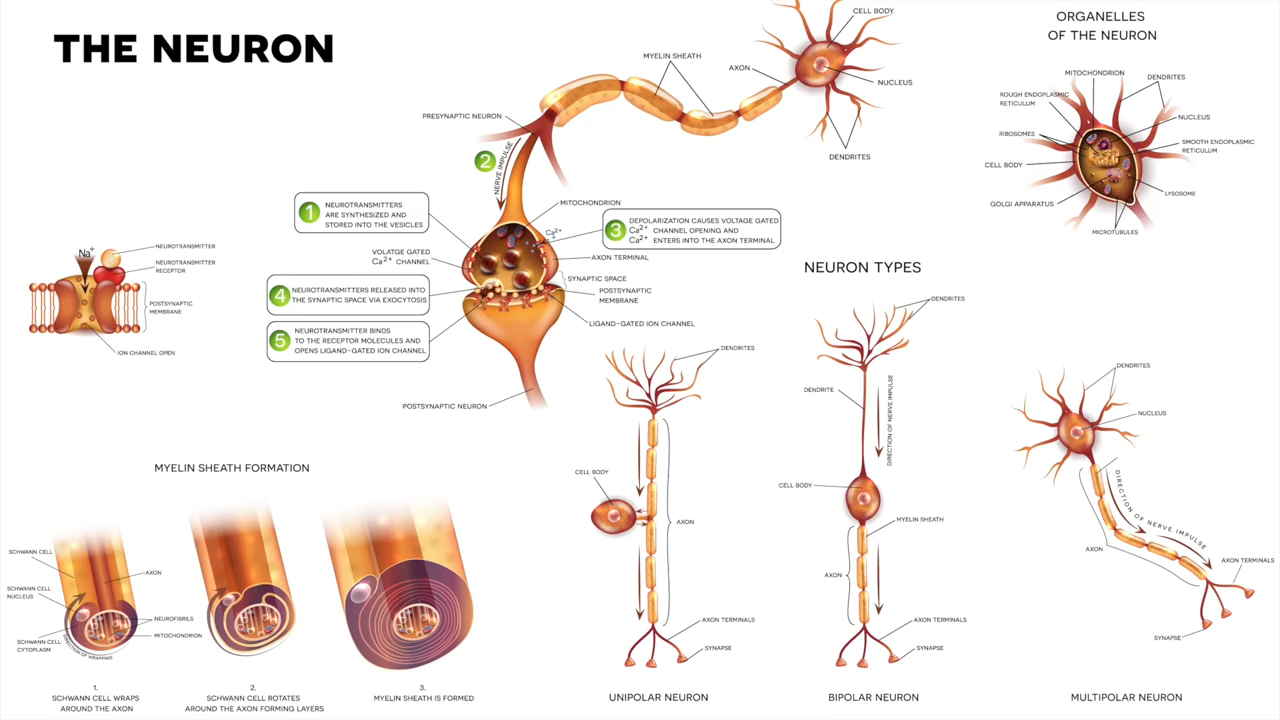 THE NEURON
CELL BODY
MYELIN SHEATH
AXON
NUCLEUS
PRESYNAPTIC NEURON
DENDRITES
2
NERVE IMPULSE
1
NEUROTRANSMITTERS
ARE SYNTHESIZED AND
STORED INTO THE VESICLES
MITOCHONDRION
Ca2+
3
DEPOLARIZATION CAUSES VOLTAGE GATED
Ca2+ CHANNEL OPENING AND
Ca2+ ENTERS INTO THE AXON TERMINAL
VOLATGE GATED
Ca2+ CHANNEL
AXON TERMINAL
SYNAPTIC SPACE
POSTSYNAPTIC
MEMBRANE
4
NEUROTRANSMITTERS RELEASED INTO
THE SYNAPTIC SPACE VIA EXOCYTOSIS
LIGAND-GATED ION CHANNEL
5
NEUROTRANSMITTER BINDS
TO THE RECEPTOR MOLECULES AND
OPENS LIGAND-GATED ION CHANNEL
POSTSYNAPTIC NEURON
Na+
NEUROTRANSMITTER
NEUROTRANSMITTER
RECEPTOR
POSTSYNAPTIC
MEMBRANE
ION CHANNEL OPEN
ORGANELLES
OF THE NEURON
MITOCHONDRION
DENDRITES
ROUGH ENDOPLASMIC
RETICULUM
NUCLEUS
RIBOSOMES
SMOOTH ENDOPLASMIC
RETICULUM
CELL BODY
LYSOSOME
GOLGI APPARATUS
MICROTUBULES
MYELIN SHEATH FORMATION
SCHWANN CELL
AXON
SCHWANN CELL
NUCLEUS
NEUROFIBRILS
MITOCHONDRION
SCHWANN CELL
CYTOPLASM
DIRECTION OF WRAPPING
1.
SCHWANN CELL WRAPS
AROUND THE AXON
2.
SCHWANN CELL ROTATES
AROUND THE AXON FORMING LAYERS
3.
MYELIN SHEATH IS FORMED
NEURON TYPES
DENDRITES
CELL BODY
AXON
AXON TERMINALS
SYNAPSE
UNIPOLAR NEURON
DENDRITES
DENDRITE
DIRECTION OF NERVE IMPULSE
CELL BODY
MYELIN SHEATH
AXON
AXON TERMINALS
SYNAPSE
BIPOLAR NEURON
DENDRITES
NUCLEUS
DIRECTION OF NERVE IMPULSE
AXON
AXON TERMINALS
SYNAPSE
MULTIPOLAR NEURON